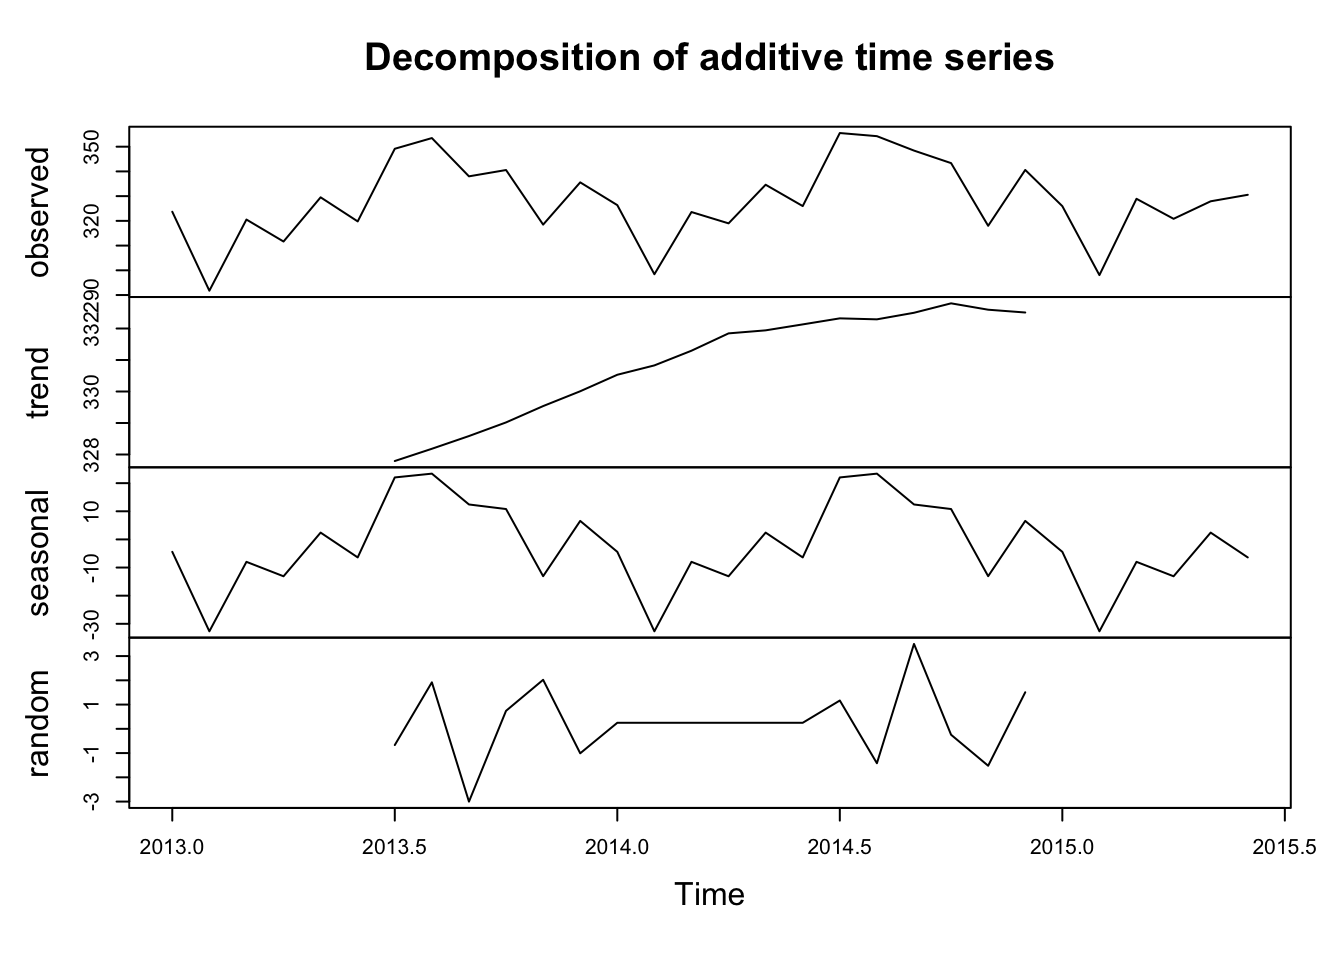 Decomposition of additive time series
observed
290 320 350
trend
328 330 332
seasonal
-30 -10 10
random
-3 -1 1 3
2013.0 2013.5 2014.0 2014.5 2015.0 2015.5
Time